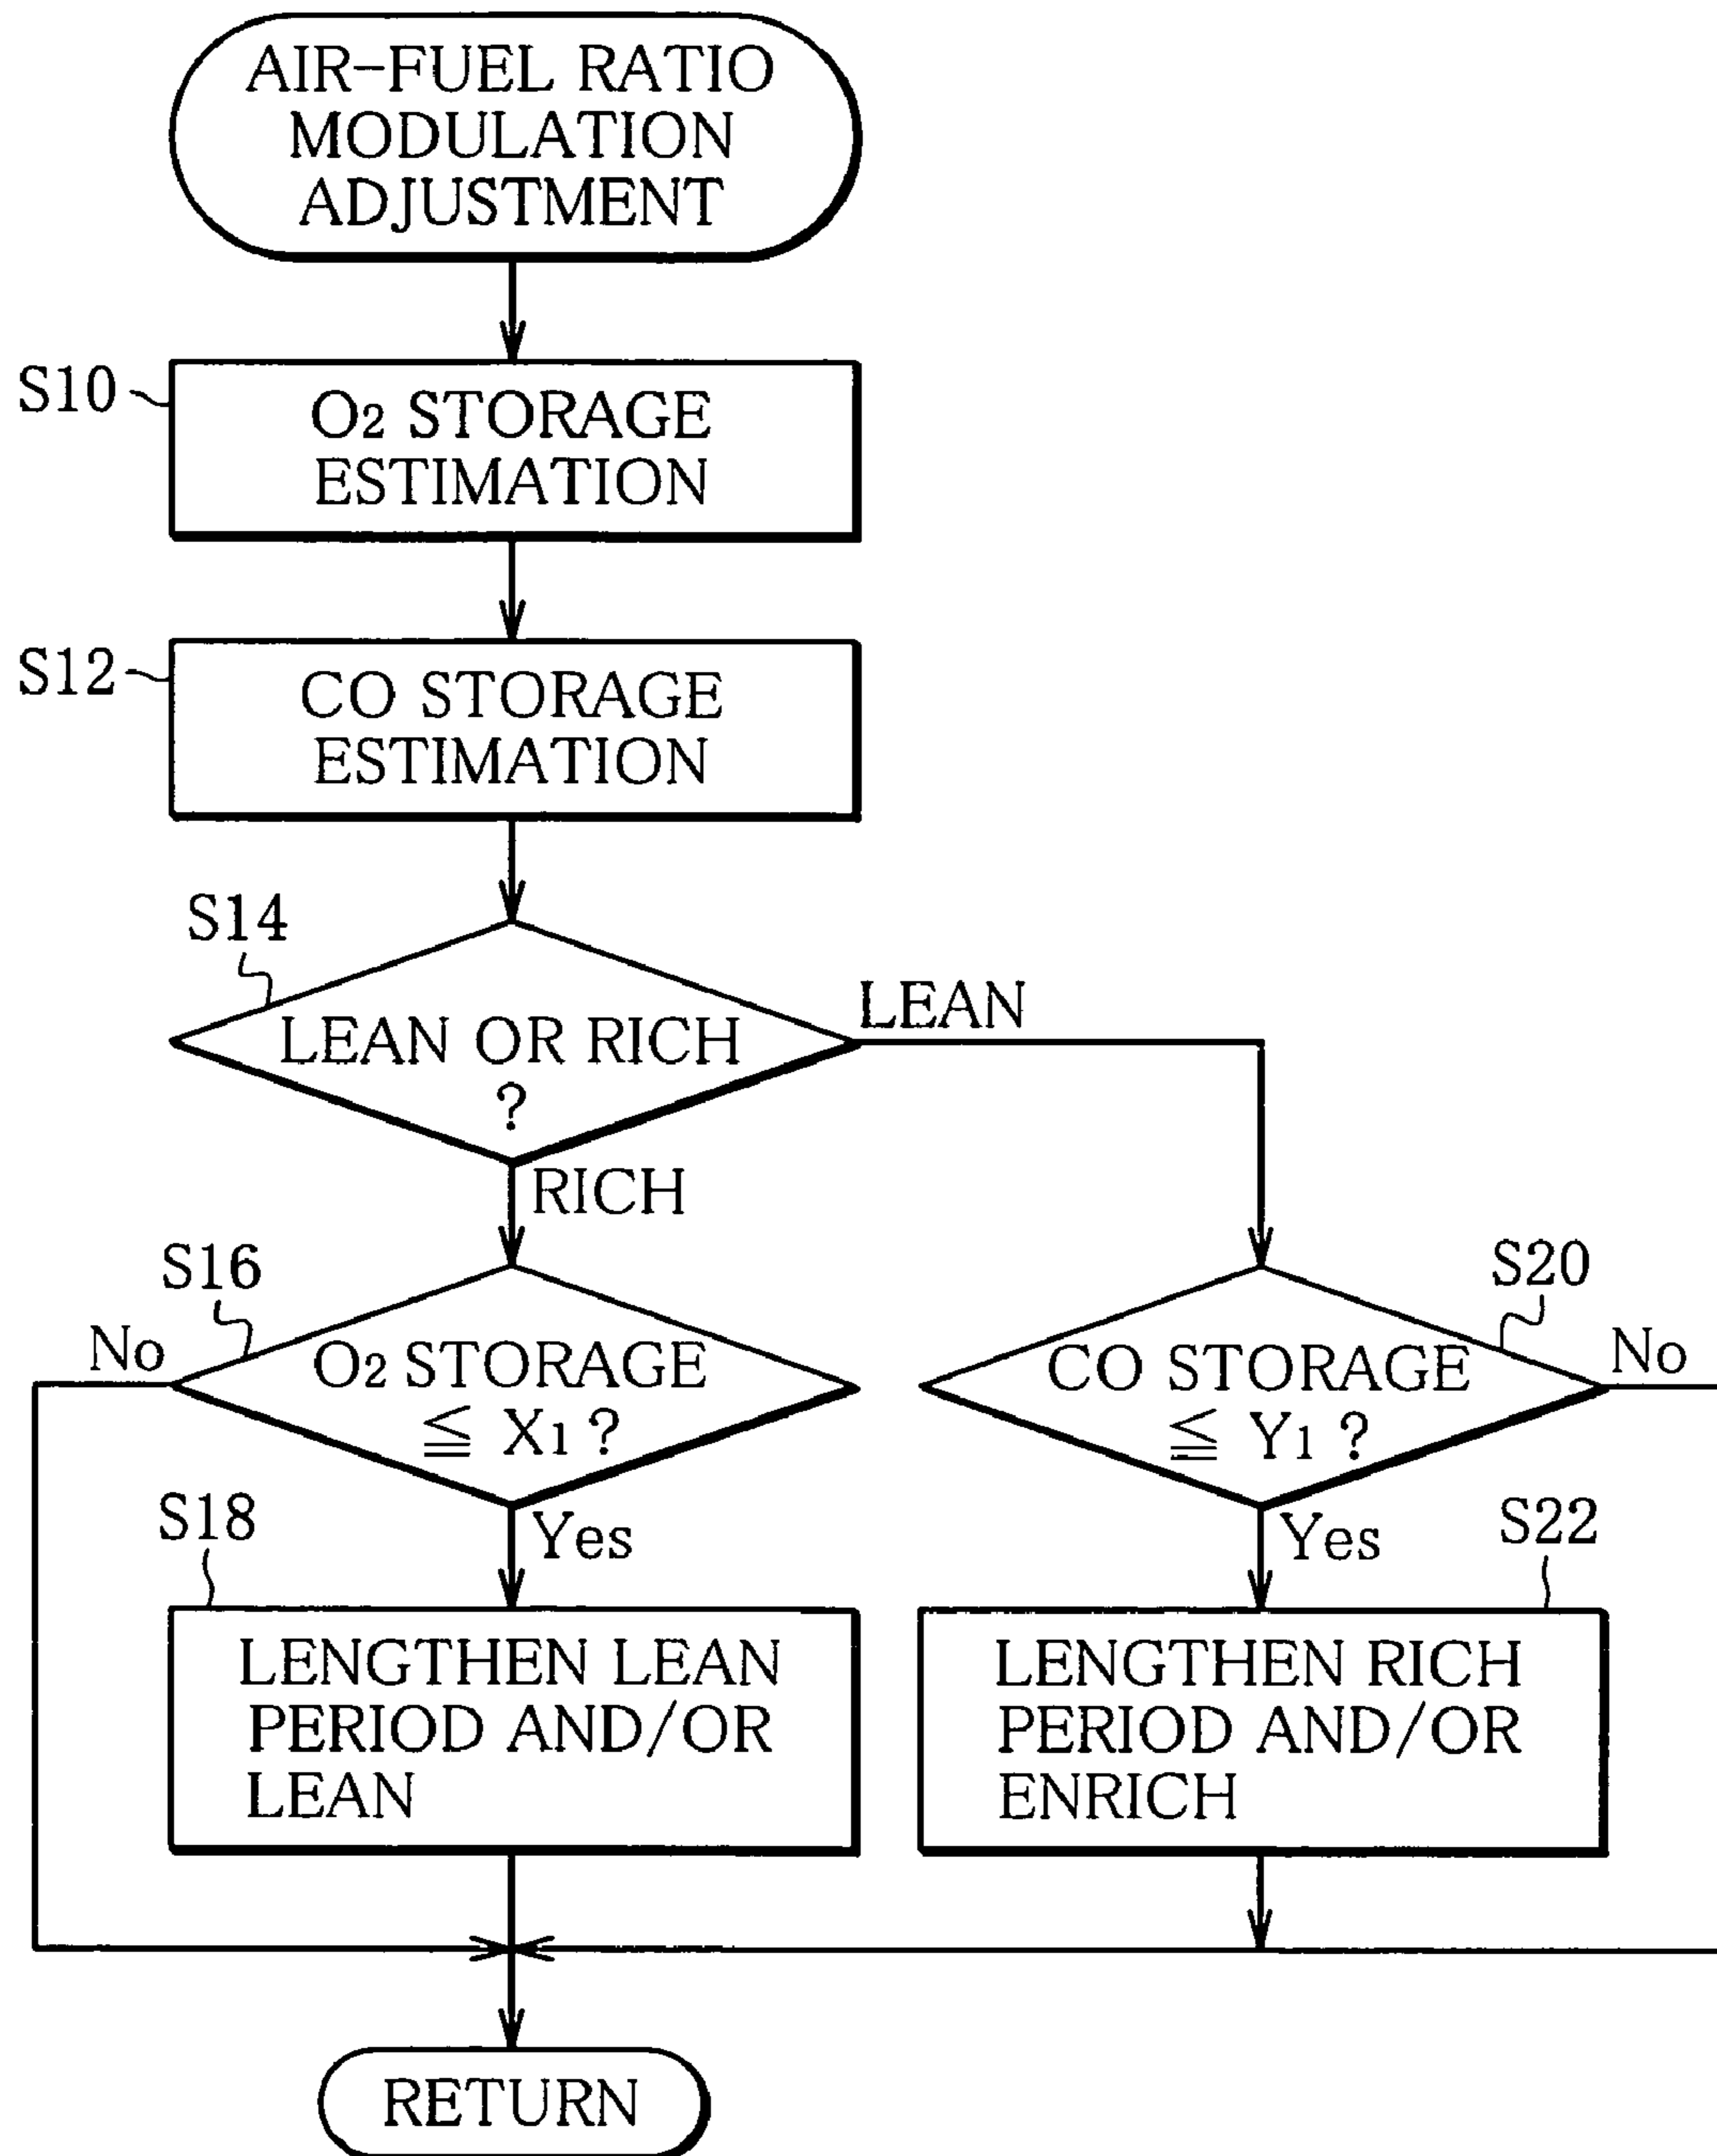 AIR-FUEL RATIO
MODULATION
ADJUSTMENT
S10
O2 STORAGE
ESTIMATION
S12
CO STORAGE
ESTIMATION
S14
LEAN OR RICH
?
LEAN
RICH
S16
No
O2 STORAGE
≦ X1 ?
Yes
S20
CO STORAGE
≦ Y1 ?
No
Yes
S18
LENGTHEN LEAN
PERIOD AND/OR
LEAN
S22
LENGTHEN RICH
PERIOD AND/OR
ENRICH
RETURN